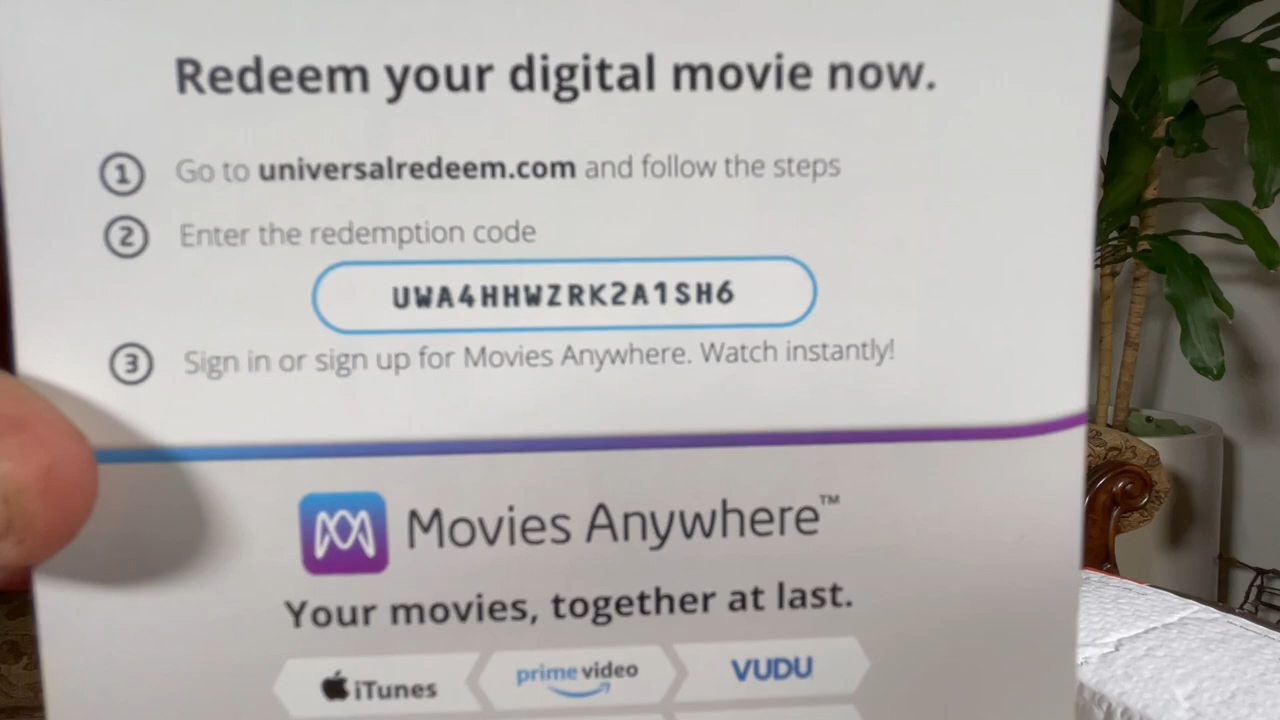 Redeem your digital movie now.
1 Go to universalredeem.com and follow the steps
2 Enter the redemption code
UWA4HHWZRK2A1SH6
3 Sign in or sign up for Movies Anywhere. Watch instantly!
Movies Anywhere™
Your movies, together at last.
iTunes prime video VUDU